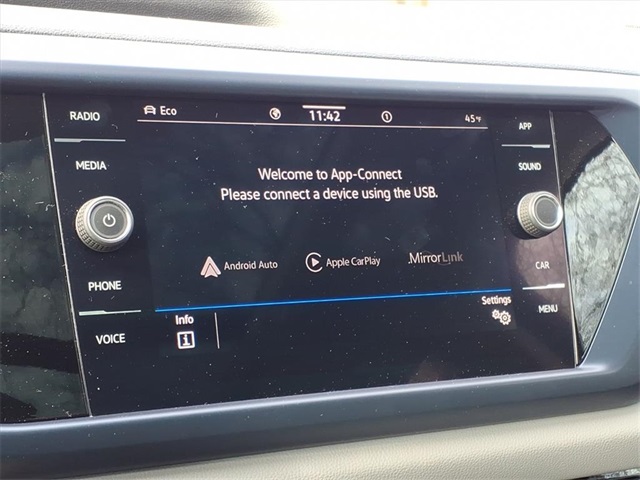 RADIO
MEDIA
PHONE
VOICE
Eco
11:42
45°F
Welcome to App-Connect
Please connect a device using the USB.
Android Auto
Apple CarPlay
MirrorLink
Info
Settings
APP
SOUND
CAR
MENU